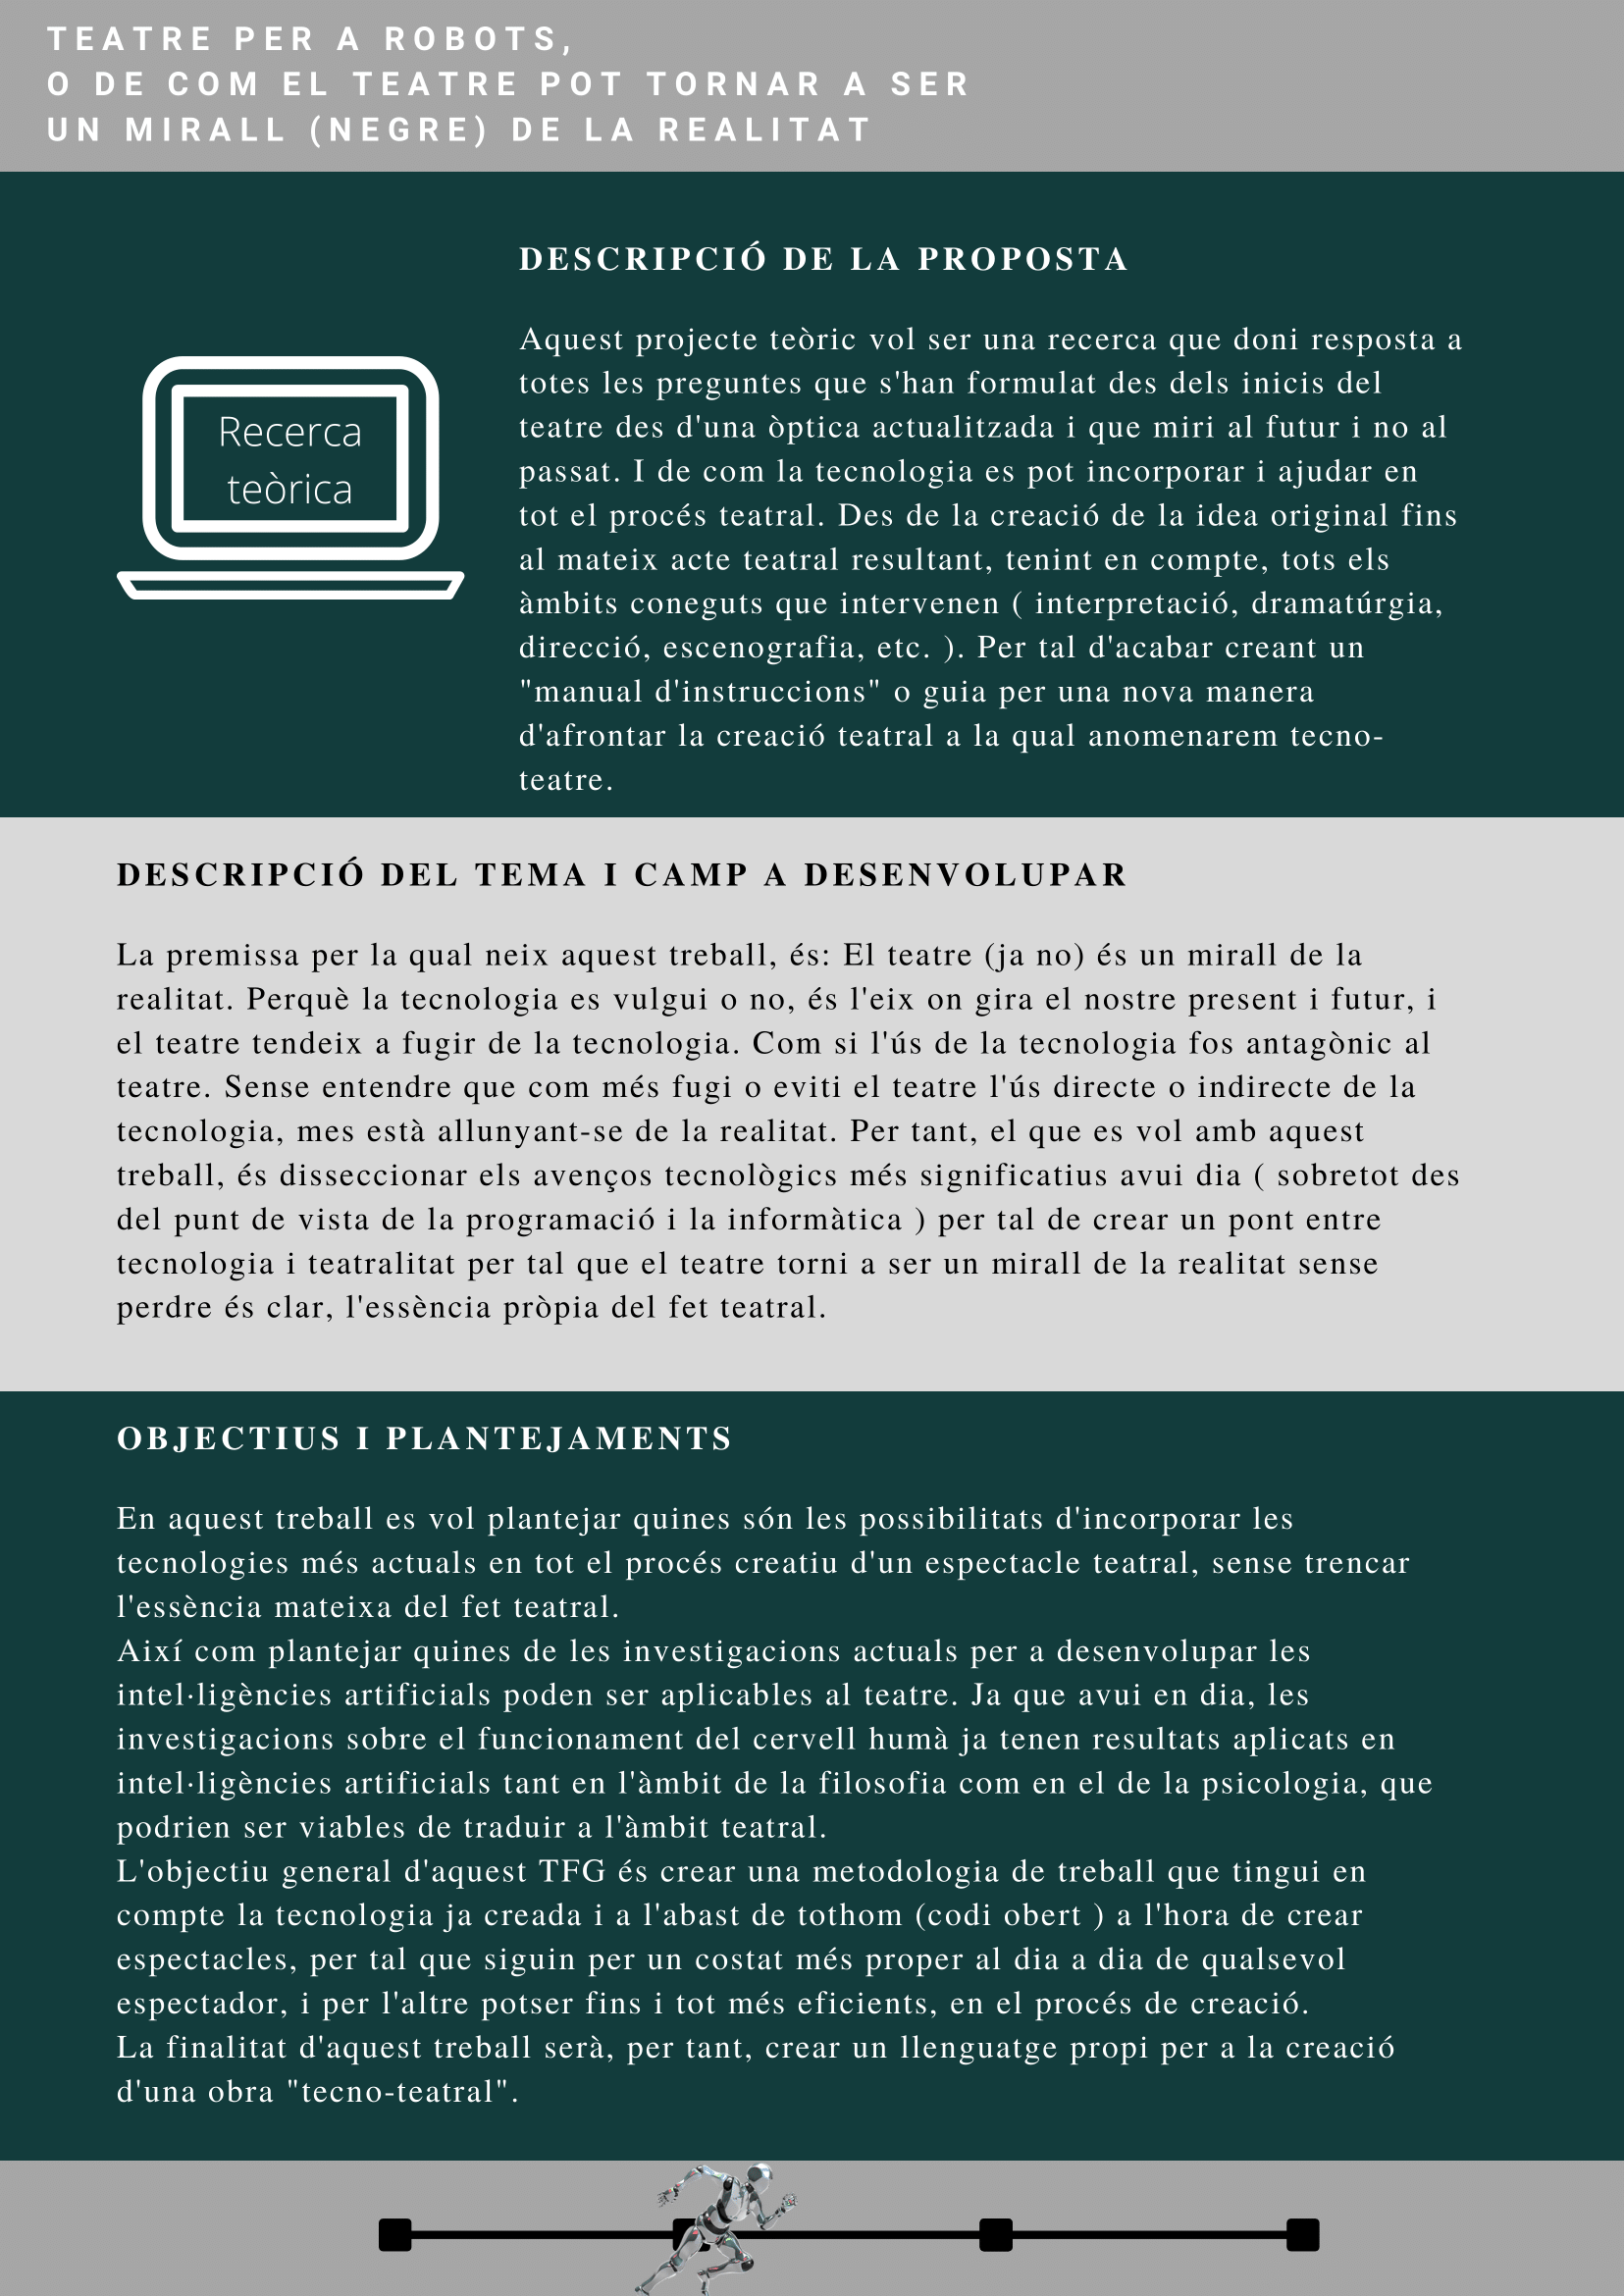 TEATRE PER A ROBOTS,
O DE COM EL TEATRE POT TORNAR A SER
UN MIRALL (NEGRE) DE LA REALITAT
Recerca
teòrica
DESCRIPCIÓ DE LA PROPOSTA
Aquest projecte teòric vol ser una recerca que doni resposta a
totes les preguntes que s'han formulat des dels inicis del
teatre des d'una òptica actualitzada i que miri al futur i no al
passat. I de com la tecnologia es pot incorporar i ajudar en
tot el procés teatral. Des de la creació de la idea original fins
al mateix acte teatral resultant, tenint en compte, tots els
àmbits coneguts que intervenen ( interpretació, dramatúrgia,
direcció, escenografia, etc. ). Per tal d'acabar creant un
"manual d'instruccions" o guia per una nova manera
d'afrontar la creació teatral a la qual anomenarem tecno-
teatre.
DESCRIPCIÓ DEL TEMA I CAMP A DESENVOLUPAR
La premissa per la qual neix aquest treball, és: El teatre (ja no) és un mirall de la
realitat. Perquè la tecnologia es vulgui o no, és l'eix on gira el nostre present i futur, i
el teatre tendeix a fugir de la tecnologia. Com si l'ús de la tecnologia fos antagònic al
teatre. Sense entendre que com més fugi o eviti el teatre l'ús directe o indirecte de la
tecnologia, mes està allunyant-se de la realitat. Per tant, el que es vol amb aquest
treball, és disseccionar els avenços tecnològics més significatius avui dia ( sobretot des
del punt de vista de la programació i la informàtica ) per tal de crear un pont entre
tecnologia i teatralitat per tal que el teatre torni a ser un mirall de la realitat sense
perdre és clar, l'essència pròpia del fet teatral.
OBJECTIUS I PLANTEJAMENTS
En aquest treball es vol plantejar quines són les possibilitats d'incorporar les
tecnologies més actuals en tot el procés creatiu d'un espectacle teatral, sense trencar
l'essència mateixa del fet teatral.
Així com plantejar quines de les investigacions actuals per a desenvolupar les
intel·ligències artificials poden ser aplicables al teatre. Ja que avui en dia, les
investigacions sobre el funcionament del cervell humà ja tenen resultats aplicats en
intel·ligències artificials tant en l'àmbit de la filosofia com en el de la psicologia, que
podrien ser viables de traduir a l'àmbit teatral.
L'objectiu general d'aquest TFG és crear una metodologia de treball que tingui en
compte la tecnologia ja creada i a l'abast de tothom (codi obert ) a l'hora de crear
espectacles, per tal que siguin per un costat més proper al dia a dia de qualsevol
espectador, i per l'altre potser fins i tot més eficients, en el procés de creació.
La finalitat d'aquest treball serà, per tant, crear un llenguatge propi per a la creació
d'una obra "tecno-teatral".